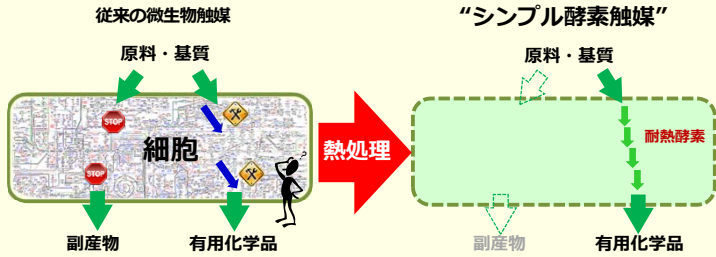 従来の微生物触媒
原料・基質
STOP
細胞
STOP
?
副産物
有用化学品
熱処理
“シンプル酵素触媒”
原料・基質
耐熱酵素
副産物
有用化学品